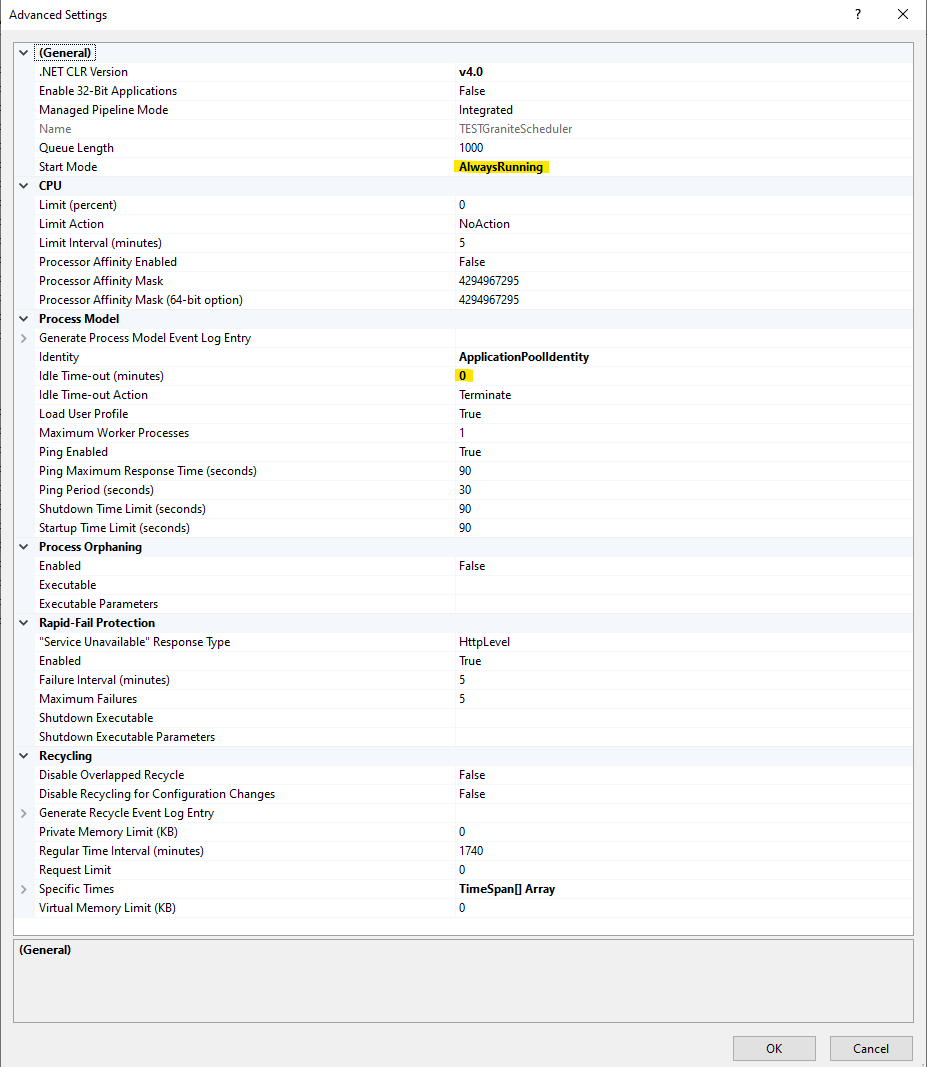 Advanced Settings ?
(General)
.NET CLR Version v4.0
Enable 32-Bit Applications False
Managed Pipeline Mode Integrated
Name TESTGraniteScheduler
Queue Length 1000
Start Mode AlwaysRunning
CPU
Limit (percent) 0
Limit Action NoAction
Limit Interval (minutes) 5
Processor Affinity Enabled False
Processor Affinity Mask 4294967295
Processor Affinity Mask (64-bit option) 4294967295
Process Model
Generate Process Model Event Log Entry
Identity ApplicationPoolIdentity
Idle Time-out (minutes) 0
Idle Time-out Action Terminate
Load User Profile True
Maximum Worker Processes 1
Ping Enabled True
Ping Maximum Response Time (seconds) 90
Ping Period (seconds) 30
Shutdown Time Limit (seconds) 90
Startup Time Limit (seconds) 90
Process Orphaning
Enabled False
Executable
Executable Parameters
Rapid-Fail Protection
"Service Unavailable" Response Type HttpLevel
Enabled True
Failure Interval (minutes) 5
Maximum Failures 5
Shutdown Executable
Shutdown Executable Parameters
Recycling
Disable Overlapped Recycle False
Disable Recycling for Configuration Changes False
Generate Recycle Event Log Entry
Private Memory Limit (KB) 0
Regular Time Interval (minutes) 1740
Request Limit 0
Specific Times TimeSpan[] Array
Virtual Memory Limit (KB) 0
(General)
OK Cancel